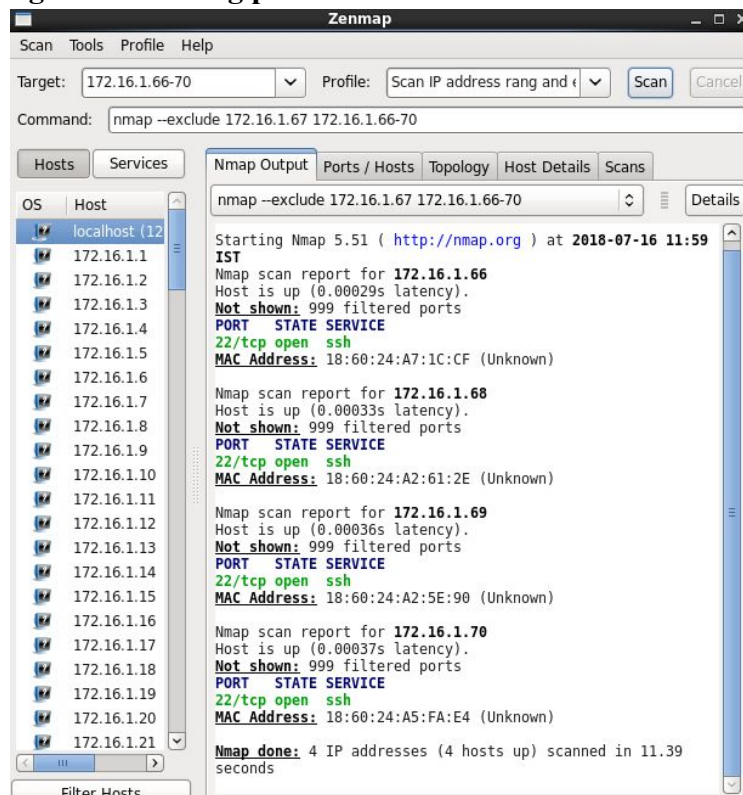 Zenmap
Scan Tools Profile Help
Target: 172.16.1.66-70 Profile: Scan IP address rang and Scan Cancel
Command: nmap --exclude 172.16.1.67 172.16.1.66-70
Hosts Services
Nmap Output Ports / Hosts Topology Host Details Scans
OS Host
nmap --exclude 172.16.1.67 172.16.1.66-70 Details
localhost (12
172.16.1.1
172.16.1.2
172.16.1.3
172.16.1.4
172.16.1.5
172.16.1.6
172.16.1.7
172.16.1.8
172.16.1.9
172.16.1.10
172.16.1.11
172.16.1.12
172.16.1.13
172.16.1.14
172.16.1.15
172.16.1.16
172.16.1.17
172.16.1.18
172.16.1.19
172.16.1.20
172.16.1.21
Filter Hosts
Starting Nmap 5.51 ( http://nmap.org ) at 2018-07-16 11:59
IST
Nmap scan report for 172.16.1.66
Host is up (0.00029s latency).
Not shown: 999 filtered ports
PORT STATE SERVICE
22/tcp open ssh
MAC Address: 18:60:24:A7:1C:CF (Unknown)
Nmap scan report for 172.16.1.68
Host is up (0.00033s latency).
Not shown: 999 filtered ports
PORT STATE SERVICE
22/tcp open ssh
MAC Address: 18:60:24:A2:61:2E (Unknown)
Nmap scan report for 172.16.1.69
Host is up (0.00036s latency).
Not shown: 999 filtered ports
PORT STATE SERVICE
22/tcp open ssh
MAC Address: 18:60:24:A2:5E:90 (Unknown)
Nmap scan report for 172.16.1.70
Host is up (0.00037s latency).
Not shown: 999 filtered ports
PORT STATE SERVICE
22/tcp open ssh
MAC Address: 18:60:24:A5:FA:E4 (Unknown)
Nmap done: 4 IP addresses (4 hosts up) scanned in 11.39
seconds